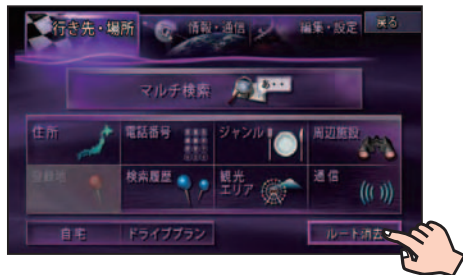 行き先・場所
情報・通信
編集・設定
戻る
マルチ検索
あ・・
住所
電話番号
ジャンル
周辺施設
登録地
検索履歴
観光
エリア
通信
自宅
ドライブプラン
ルート消去